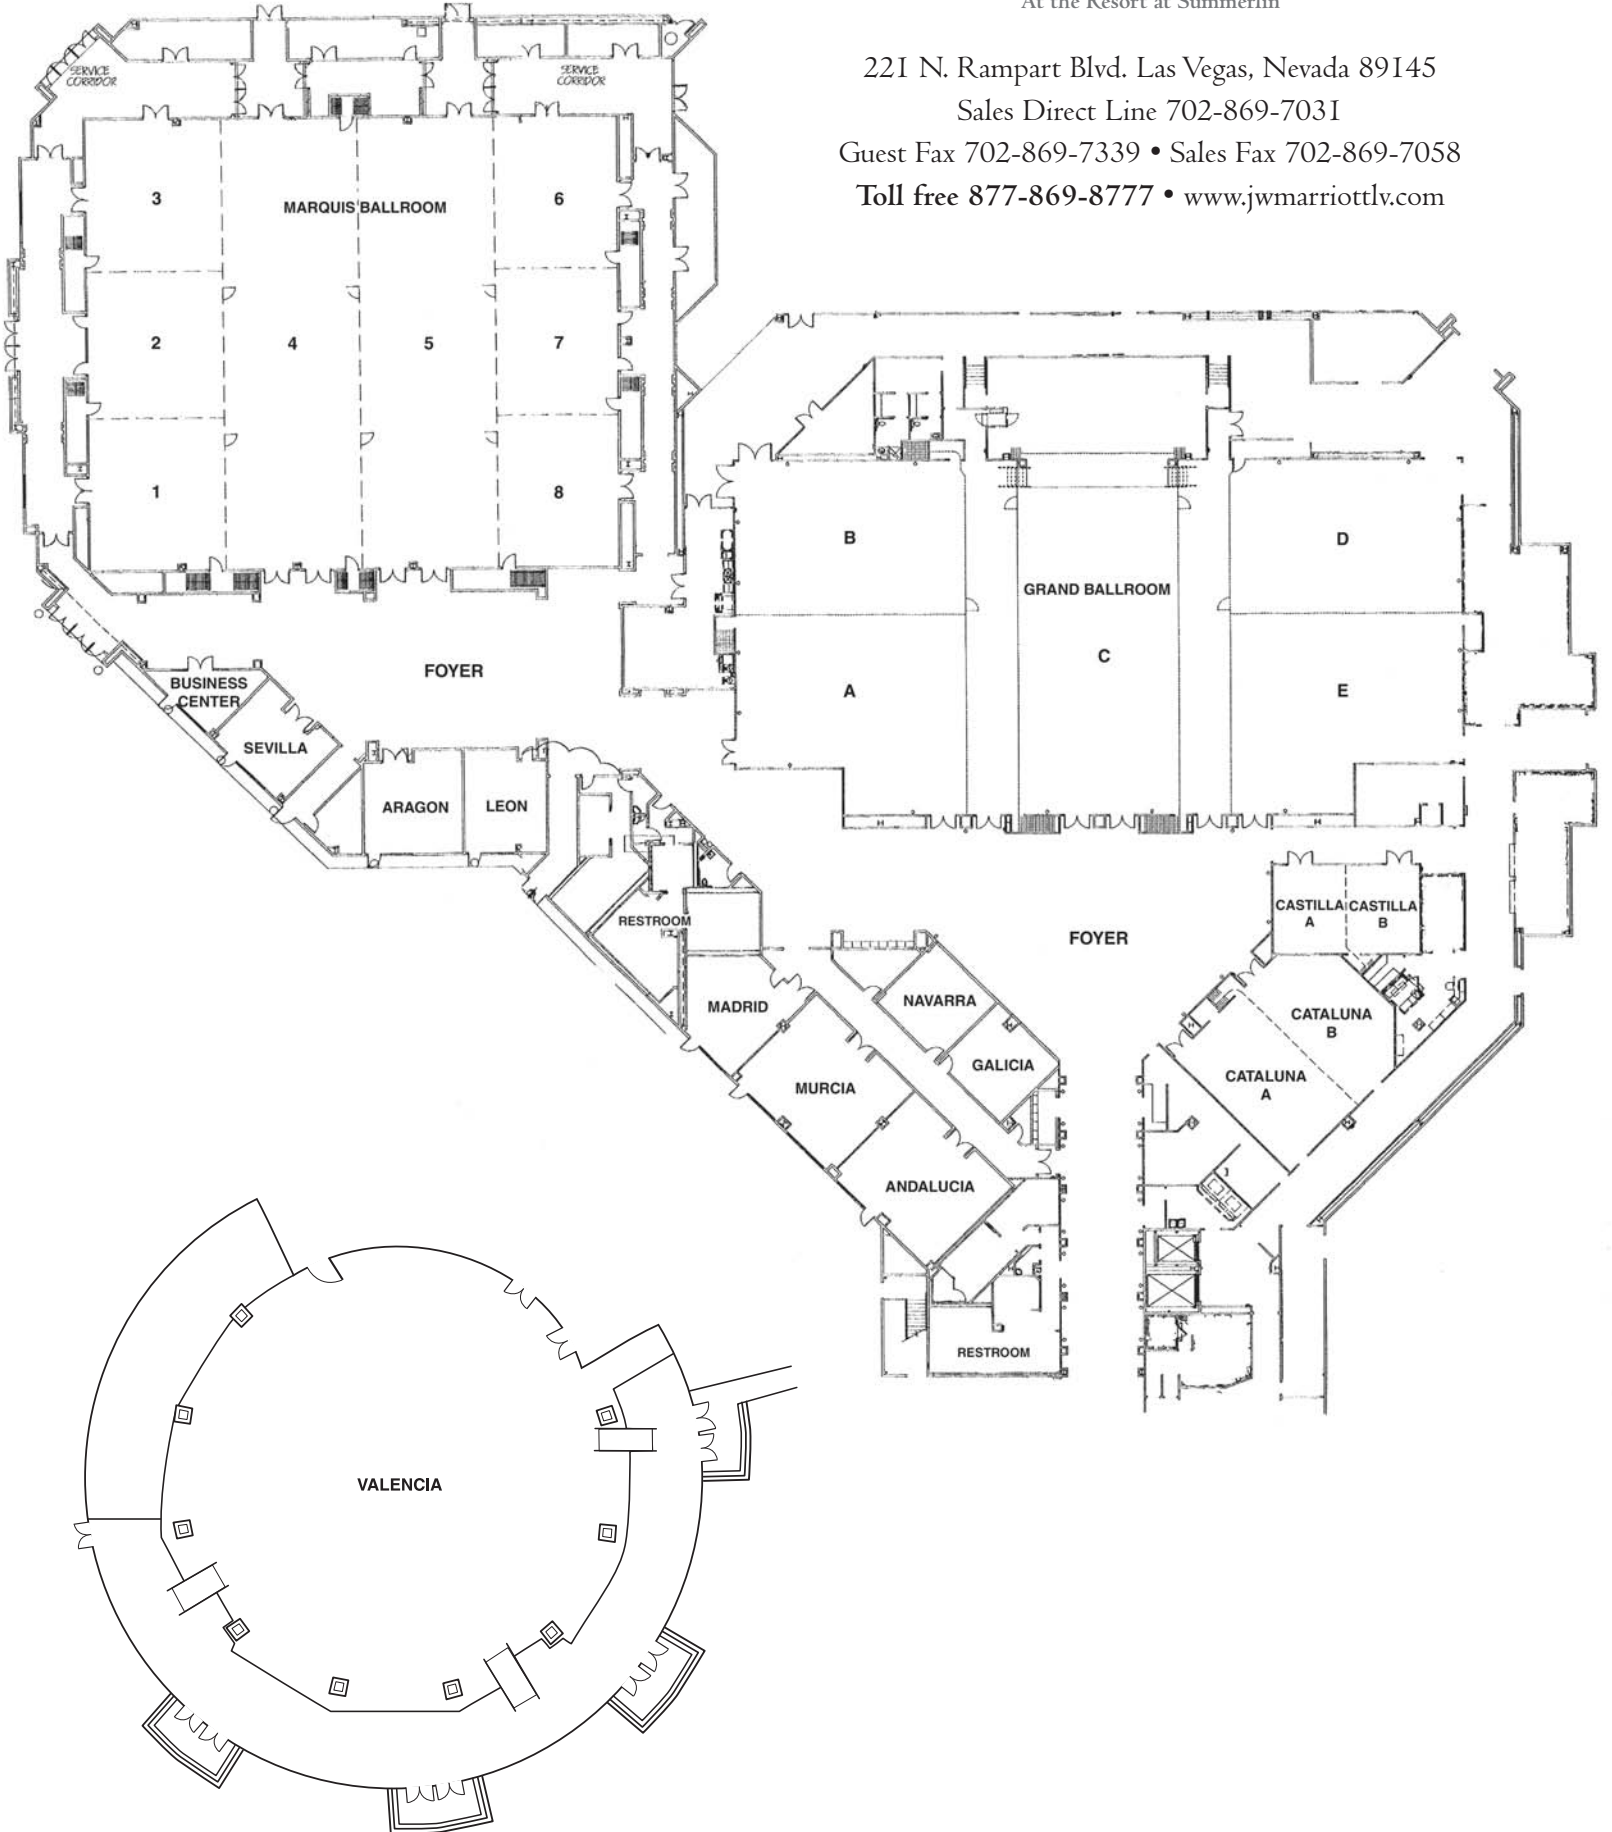 At the Resort at Summerlin
221 N. Rampart Blvd. Las Vegas, Nevada 89145
Sales Direct Line 702-869-7031
Guest Fax 702-869-7339 • Sales Fax 702-869-7058
Toll free 877-869-8777 • www.jwmarriottlv.com
SERVICE
CORRIDOR
SERVICE
CORRIDOR
3
MARQUIS BALLROOM
6
2
4
5
7
1
8
B
D
GRAND BALLROOM
C
A
E
FOYER
BUSINESS
CENTER
SEVILLA
ARAGON
LEON
RESTROOM
FOYER
CASTILLA
A
CASTILLA
B
MADRID
NAVARRA
CATALUNA
B
GALICIA
CATALUNA
A
MURCIA
ANDALUCIA
RESTROOM
VALENCIA